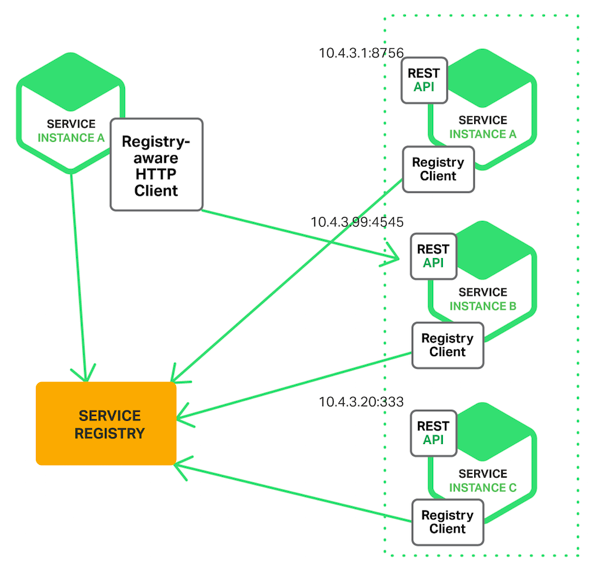 SERVICE
INSTANCE A
Registry-
aware
HTTP
Client
SERVICE
REGISTRY
10.4.3.1:8756
REST
API
SERVICE
INSTANCE A
Registry
Client
10.4.3.99:4545
REST
API
SERVICE
INSTANCE B
Registry
Client
10.4.3.20:333
REST
API
SERVICE
INSTANCE C
Registry
Client